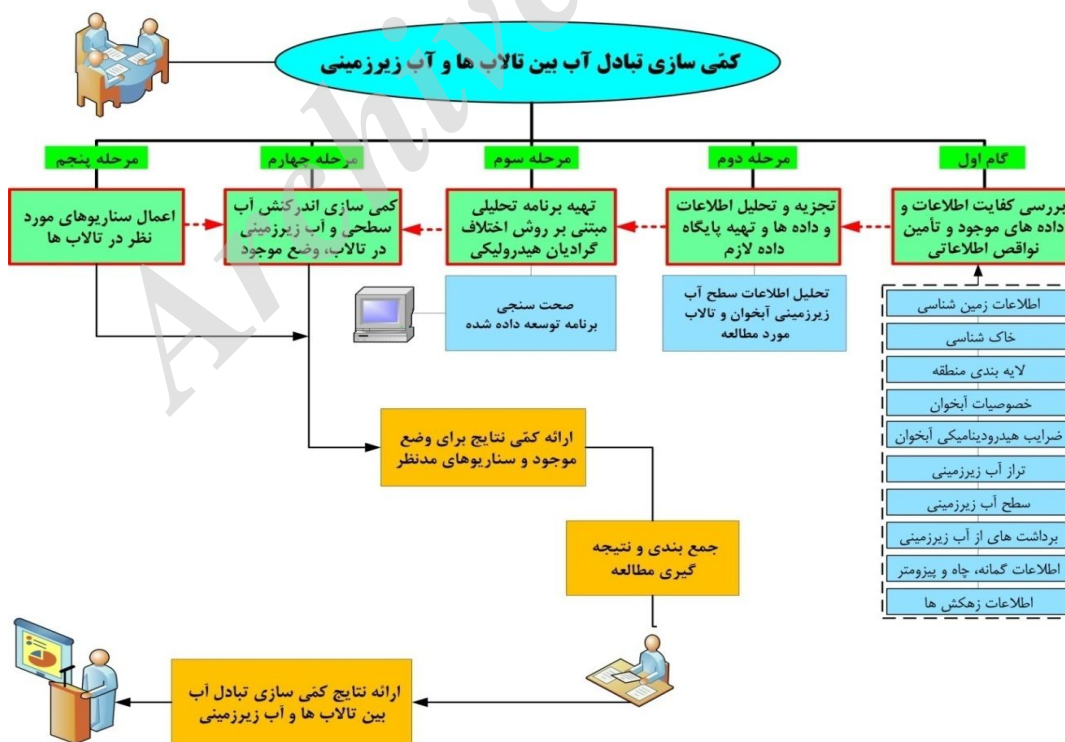 کمّی سازی تبادل آب بین تالاب ها و آب زیرزمینی
گام اول
مرحله دوم
مرحله سوم
مرحله چهارم
مرحله پنجم
بررسی کفایت اطلاعات و
داده های موجود و تأمین
نواقص اطلاعاتی
تجزیه و تحلیل اطلاعات
و داده ها و تهیه پایگاه
داده لازم
تهیه برنامه تحلیلی
مبتنی بر روش اختلاف
گرادیان هیدرولیکی
کمی سازی اندرکنش آب
سطحی و آب زیرزمینی
در تالاب، وضع موجود
اعمال سناریوهای مورد
نظر در تالاب ها
اطلاعات زمین شناسی
خاک شناسی
لایه بندی منطقه
خصوصیات آبخوان
ضرایب هیدرودینامیکی آبخوان
تراز آب زیرزمینی
سطح آب زیرزمینی
برداشت های از آب زیرزمینی
اطلاعات گمانه، چاه و پیزومتر
اطلاعات زهکش ها
تحلیل اطلاعات سطح آب
زیرزمینی آبخوان و تالاب
مورد مطالعه
صحت سنجی
برنامه توسعه داده شده
ارائه کمّی نتایج برای وضع
موجود و سناریوهای مدنظر
جمع بندی و نتیجه
گیری مطالعه
ارائه نتایج کمّی سازی تبادل آب
بین تالاب ها و آب زیرزمینی
Archive